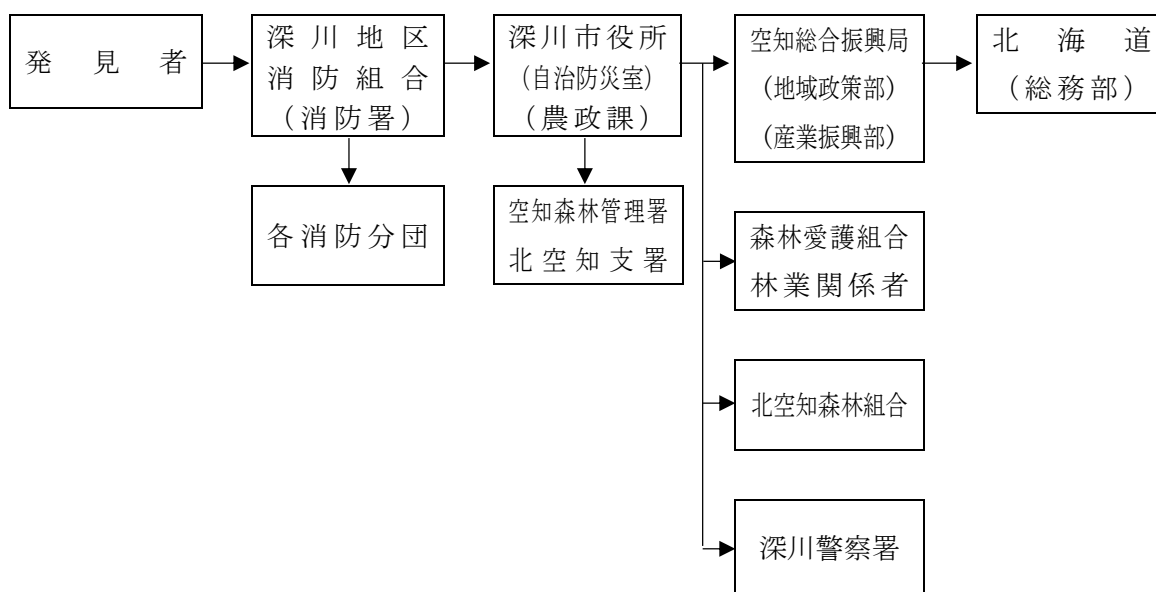 発見者
深川地区
消防組合
（消防署）
深川市役所
（自治防災室）
（農政課）
空知総合振興局
（地域政策部）
（産業振興部）
北海道
（総務部）
各消防分団
空知森林管理署
北空知支署
森林愛護組合
林業関係者
北空知森林組合
深川警察署